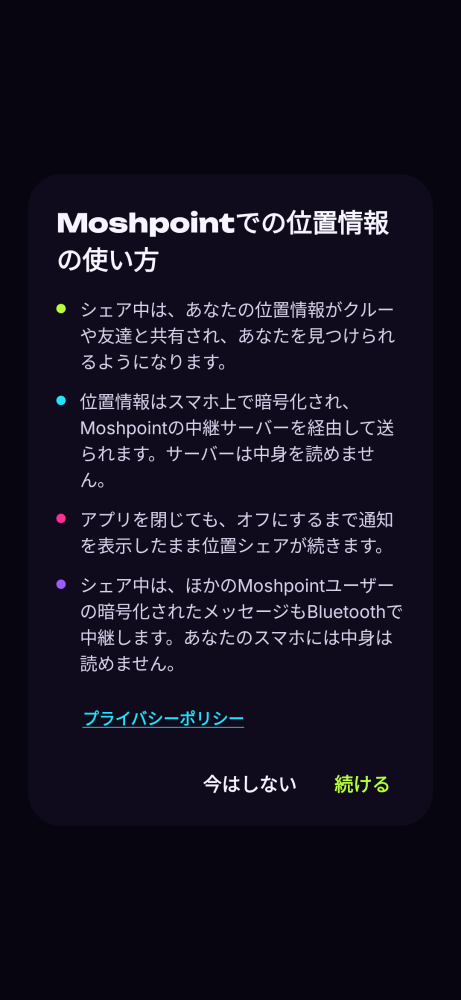 Moshpointでの位置情報
の使い方
シェア中は、あなたの位置情報がクルー
や友達と共有され、あなたを見つけられ
るようになります。
位置情報はスマホ上で暗号化され、
Moshpointの中継サーバーを経由して送
られます。サーバーは中身を読めませ
ん。
アプリを閉じても、オフにするまで通知
を表示したまま位置シェアが続きます。
シェア中は、ほかのMoshpointユーザー
の暗号化されたメッセージもBluetoothで
中継します。あなたのスマホには中身は
読めません。
プライバシーポリシー
今はしない 続ける